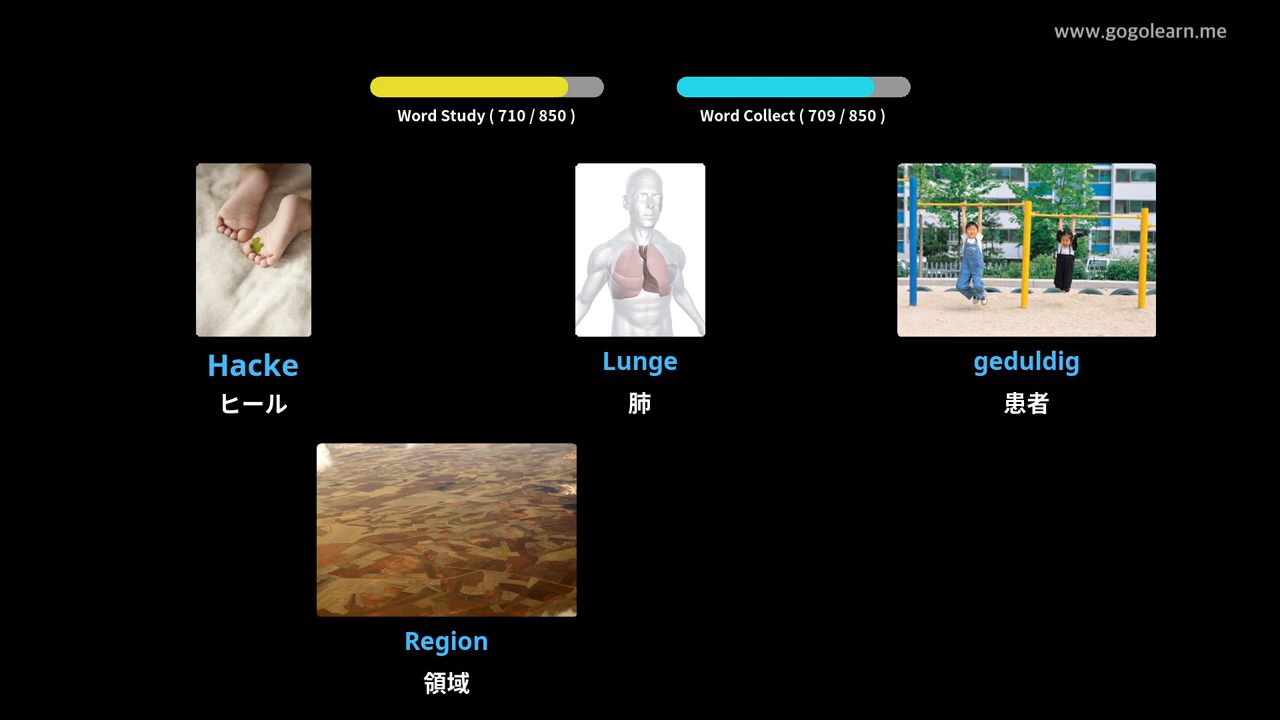 www.gogolearn.me
Word Study ( 710 / 850 )
Word Collect ( 709 / 850 )
Hacke
ヒール
Lunge
肺
geduldig
患者
Region
領域